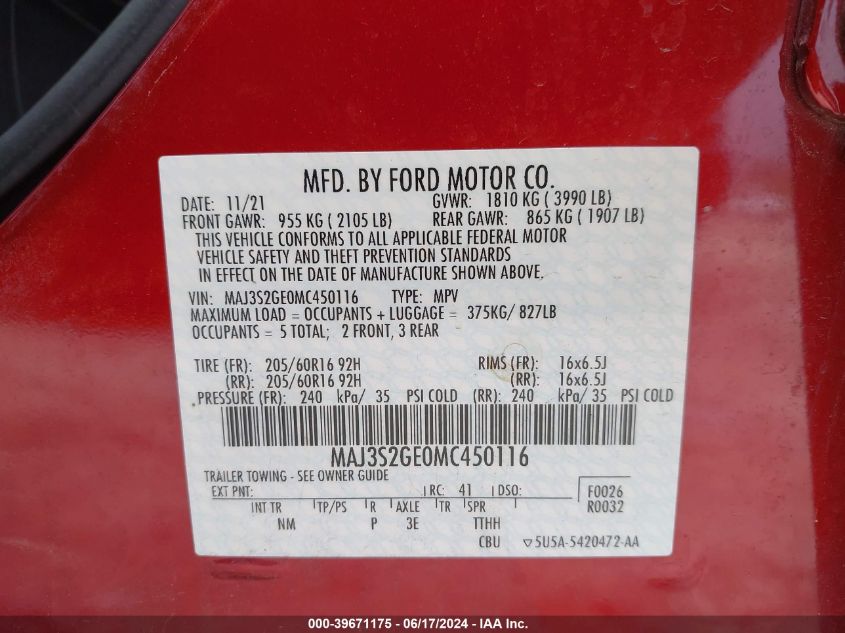 MFD. BY FORD MOTOR CO.
DATE: 11/21 GVWR: 1810 KG ( 3990 LB)
FRONT GAWR: 955 KG ( 2105 LB) REAR GAWR: 865 KG ( 1907 LB)
THIS VEHICLE CONFORMS TO ALL APPLICABLE FEDERAL MOTOR
VEHICLE SAFETY AND THEFT PREVENTION STANDARDS
IN EFFECT ON THE DATE OF MANUFACTURE SHOWN ABOVE.
VIN: MAJ3S2GE0MC450116 TYPE: MPV
MAXIMUM LOAD = OCCUPANTS + LUGGAGE = 375KG/ 827LB
OCCUPANTS = 5 TOTAL; 2 FRONT, 3 REAR
TIRE (FR): 205/60R16 92H RIMS (FR): 16x6.5J
(RR): 205/60R16 92H (RR): 16x6.5J
PRESSURE (FR): 240 kPa/ 35 PSI COLD (RR): 240 kPa/ 35 PSI COLD
MAJ3S2GE0MC450116
TRAILER TOWING - SEE OWNER GUIDE
EXT PNT: RC: 41 DSO: F0026
R0032
INT TR TP/PS R AXLE TR SPR
NM P 3E TTHH
CBU 5U5A-5420472-AA
000-39671175 - 06/17/2024 - IAA Inc.